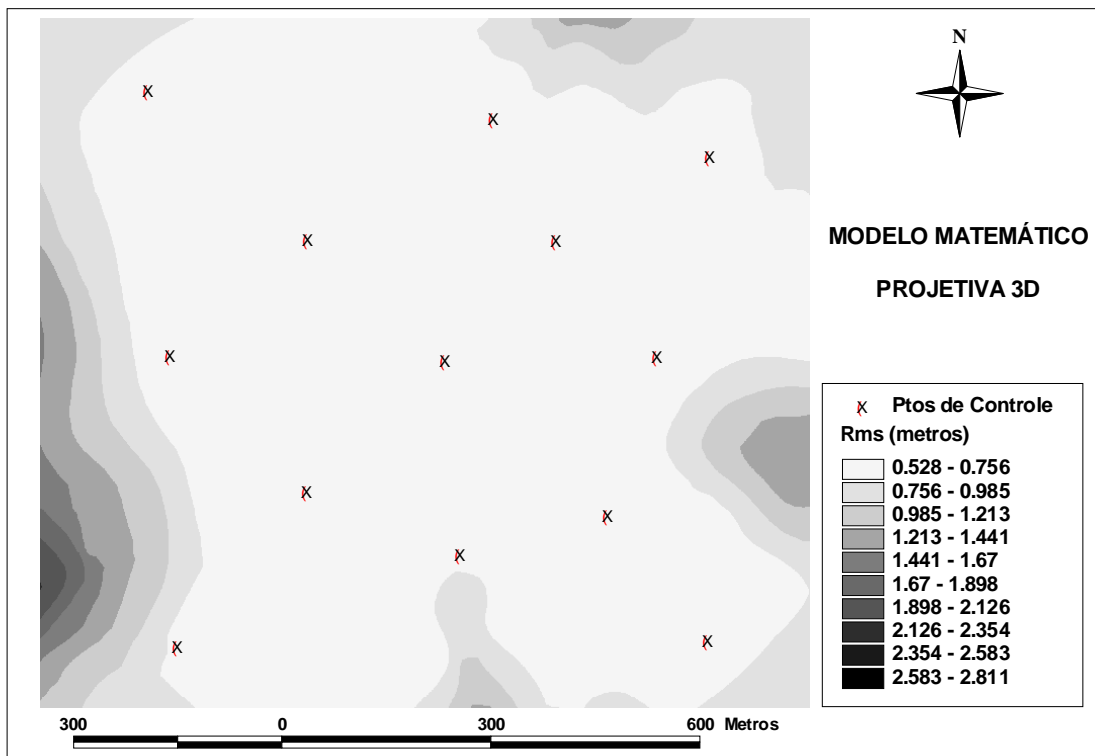 N
MODELO MATEMÁTICO
PROJETIVA 3D
X Ptos de Controle
Rms (metros)
0.528 - 0.756
0.756 - 0.985
0.985 - 1.213
1.213 - 1.441
1.441 - 1.67
1.67 - 1.898
1.898 - 2.126
2.126 - 2.354
2.354 - 2.583
2.583 - 2.811
300 0 300 600 Metros